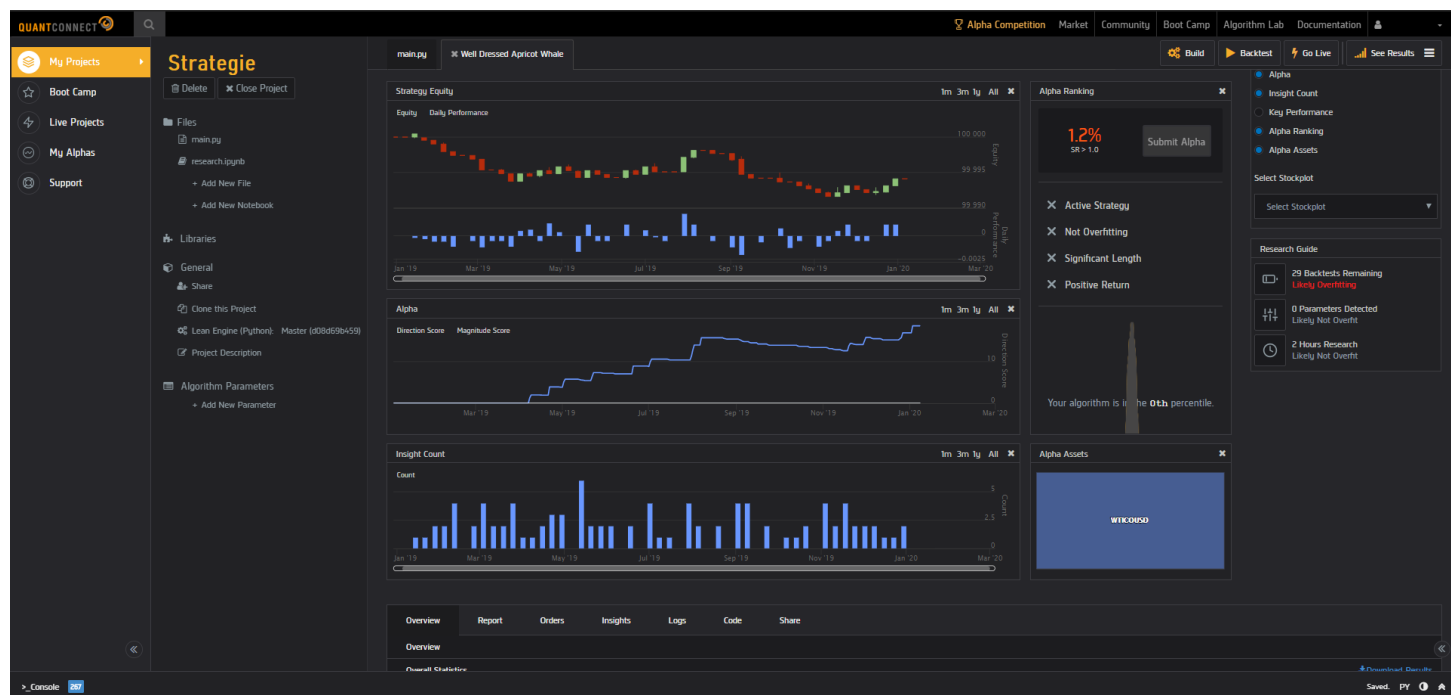 QUANTCONNECT
Alpha Competition Market Community Boot Camp Algorithm Lab Documentation
My Projects
Boot Camp
Live Projects
My Alphas
Support
Strategie
Delete Close Project
Files
main.py
research.ipynb
+ Add New File
+ Add New Notebook
Libraries
General
Share
Clone this Project
Lean Engine (Python): Master (d08d69b459)
Project Description
Algorithm Parameters
+ Add New Parameter
main.py Well Dressed Apricot Whale
Build Backtest Go Live See Results
Strategy Equity 1m 3m 1y All
Equity Daily Performance
100 000
99 995
99 990
Equity
0
-0.0025
Daily Performance
Jan '19 Mar '19 May '19 Jul '19 Sep '19 Nov '19 Jan '20 Mar '20
Alpha 1m 3m 1y All
Direction Score Magnitude Score
10
0
Direction Score
Mar '19 May '19 Jul '19 Sep '19 Nov '19 Jan '20 Mar '20
Insight Count 1m 3m 1y All
Count
5
2.5
0
Count
Jan '19 Mar '19 May '19 Jul '19 Sep '19 Nov '19 Jan '20 Mar '20
Alpha Ranking
1.2%
SR > 1.0
Submit Alpha
Active Strategy
Not Overfitting
Significant Length
Positive Return
Your algorithm is in the 0th percentile.
Alpha Assets
WTICOUSD
Alpha
Insight Count
Key Performance
Alpha Ranking
Alpha Assets
Select Stockplot
Select Stockplot
Research Guide
29 Backtests Remaining
Likely Overfitting
0 Parameters Detected
Likely Not Overfit
2 Hours Research
Likely Not Overfit
Overview Report Orders Insights Logs Code Share
Overview
Overall Statistics Download Results
>_Console 267
Saved. PY